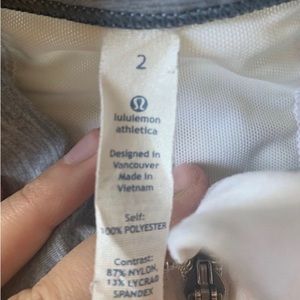 2
lululemon
athletica
Designed in
Vancouver
Made in
Vietnam
Self:
100% POLYESTER
Contrast:
87% NYLON,
13% LYCRA®
SPANDEX